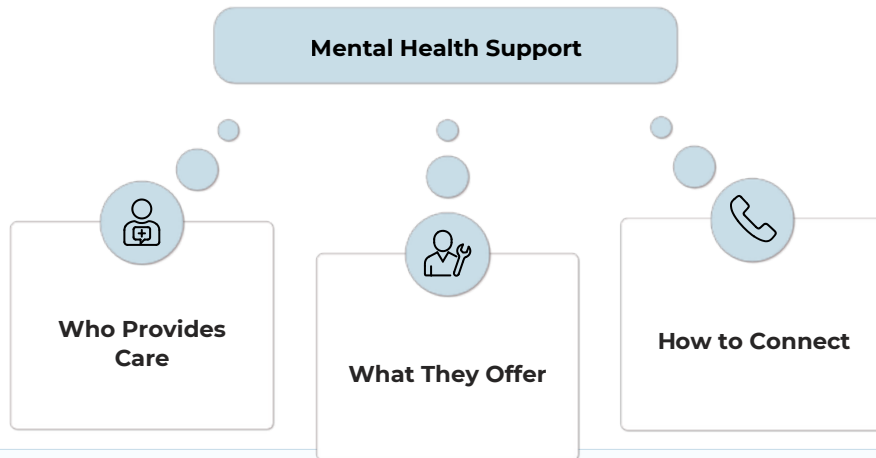 Mental Health Support
Who Provides
Care
What They Offer
How to Connect